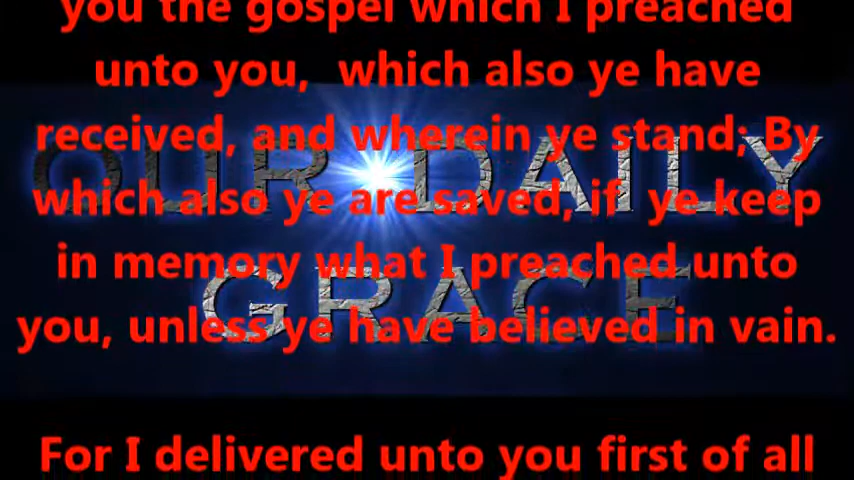 you the gospel which I preached
unto you, which also ye have
received, and wherein ye stand; By
which also ye are saved, if ye keep
in memory what I preached unto
you, unless ye have believed in vain.
For I delivered unto you first of all
OUR DAILY
GRACE